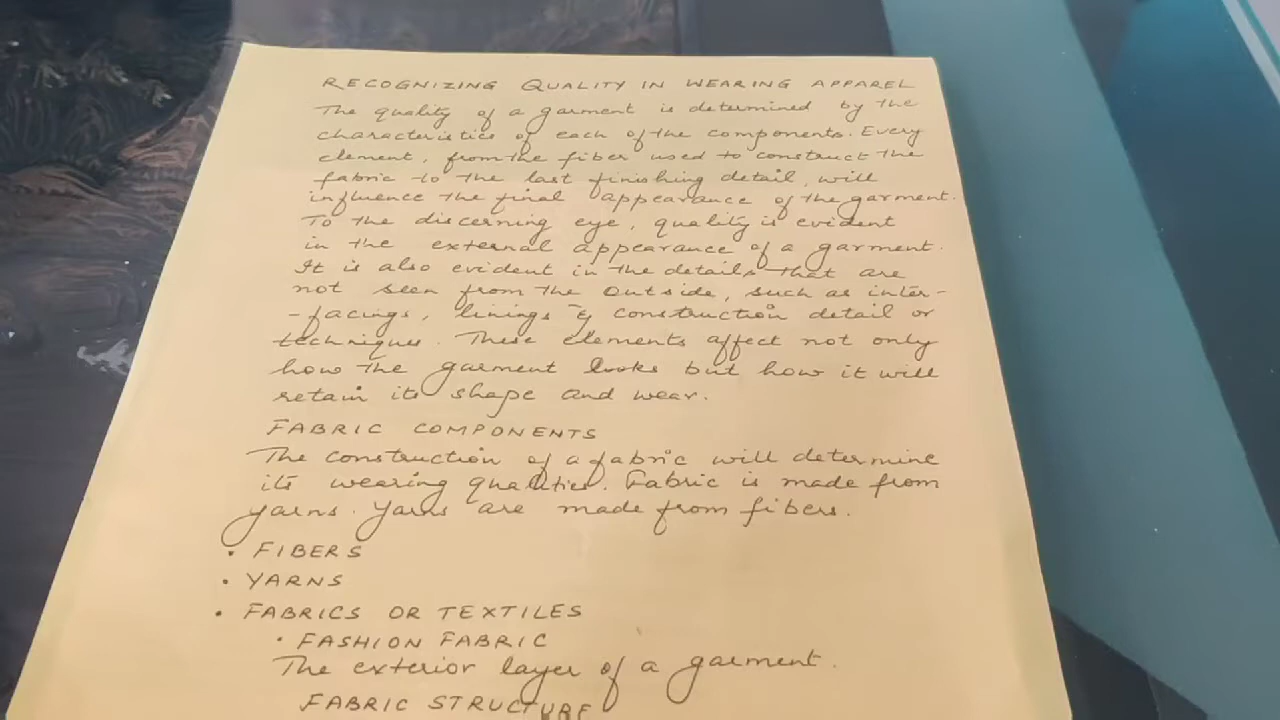 RECOGNIZING QUALITY IN WEARING APPAREL
The quality of a garment is determined by the
characteristics of each of the components. Every
element, from the fiber used to construct the
fabric to the last finishing detail, will
influence the final appearance of the garment.
To the discerning eye, quality is evident
in the external appearance of a garment.
It is also evident in the details that are
not seen from the outside, such as inter-
-facings, linings & construction detail or
techniques. These elements affect not only
how the garment looks but how it will
retain its shape and wear.
FABRIC COMPONENTS
The construction of a fabric will determine
its wearing qualities. Fabric is made from
yarns. Yarns are made from fibers.
• FIBERS
• YARNS
• FABRICS OR TEXTILES
• FASHION FABRIC
The exterior layer of a garment.
FABRIC STRUCTURE